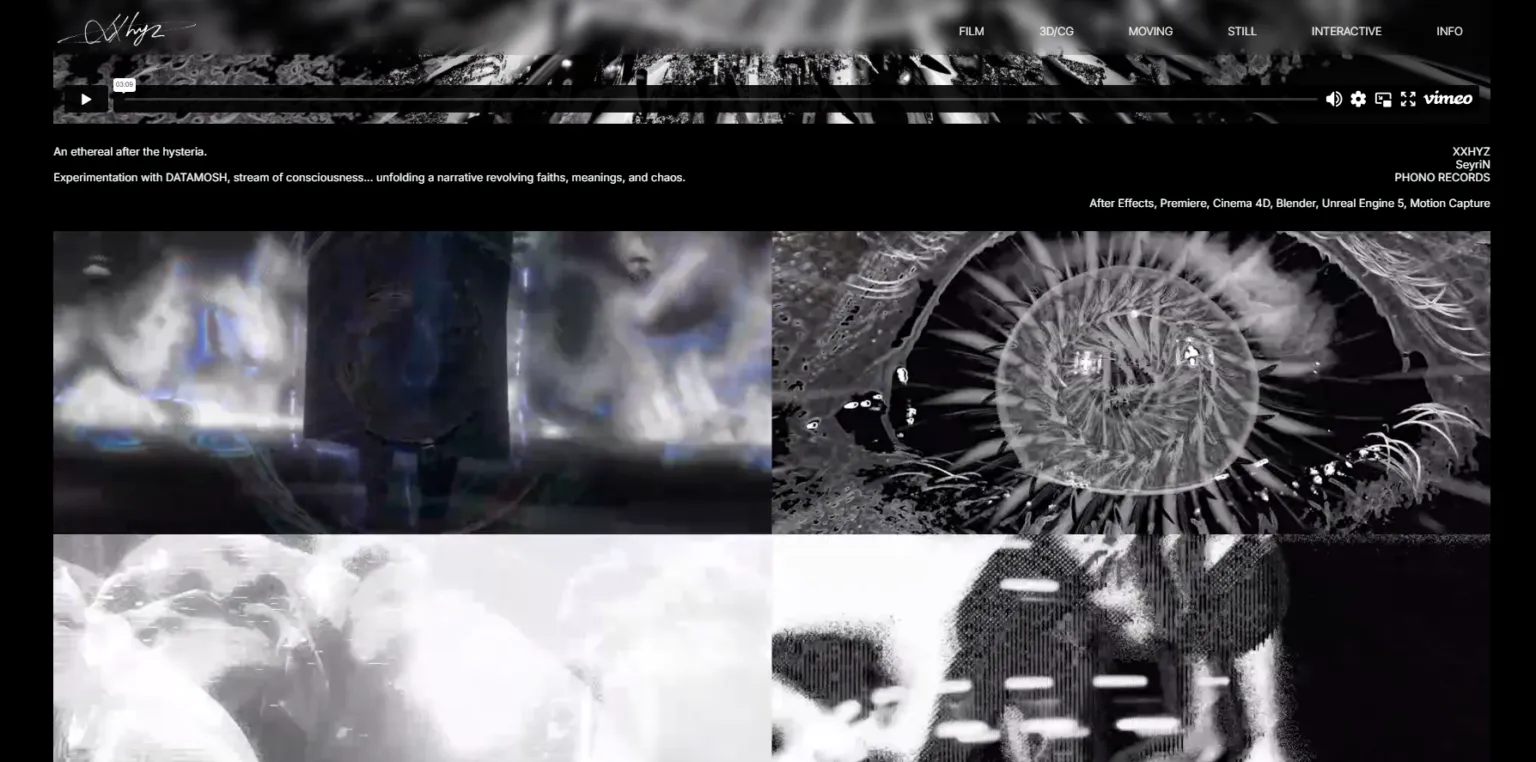 Xxhyz
FILM
3D/CG
MOVING
STILL
INTERACTIVE
INFO
03:09
vimeo
An ethereal after the hysteria.
Experimentation with DATAMOSH, stream of consciousness... unfolding a narrative revolving faiths, meanings, and chaos.
XXHYZ
SeyriN
PHONO RECORDS
After Effects, Premiere, Cinema 4D, Blender, Unreal Engine 5, Motion Capture